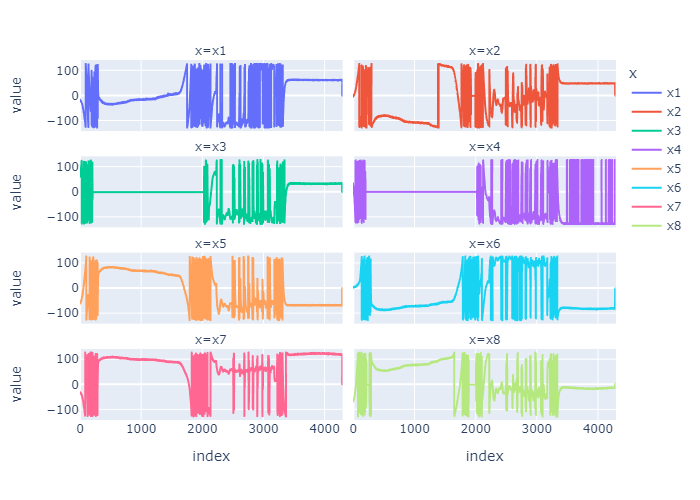 x=x1
x=x2
x
100
0
−100
value
x1
x2
x3
x4
x5
x6
x7
x8
x=x3
x=x4
100
0
−100
value
x=x5
x=x6
100
0
−100
value
x=x7
x=x8
100
0
−100
value
0
1000
2000
3000
4000
0
1000
2000
3000
4000
index
index